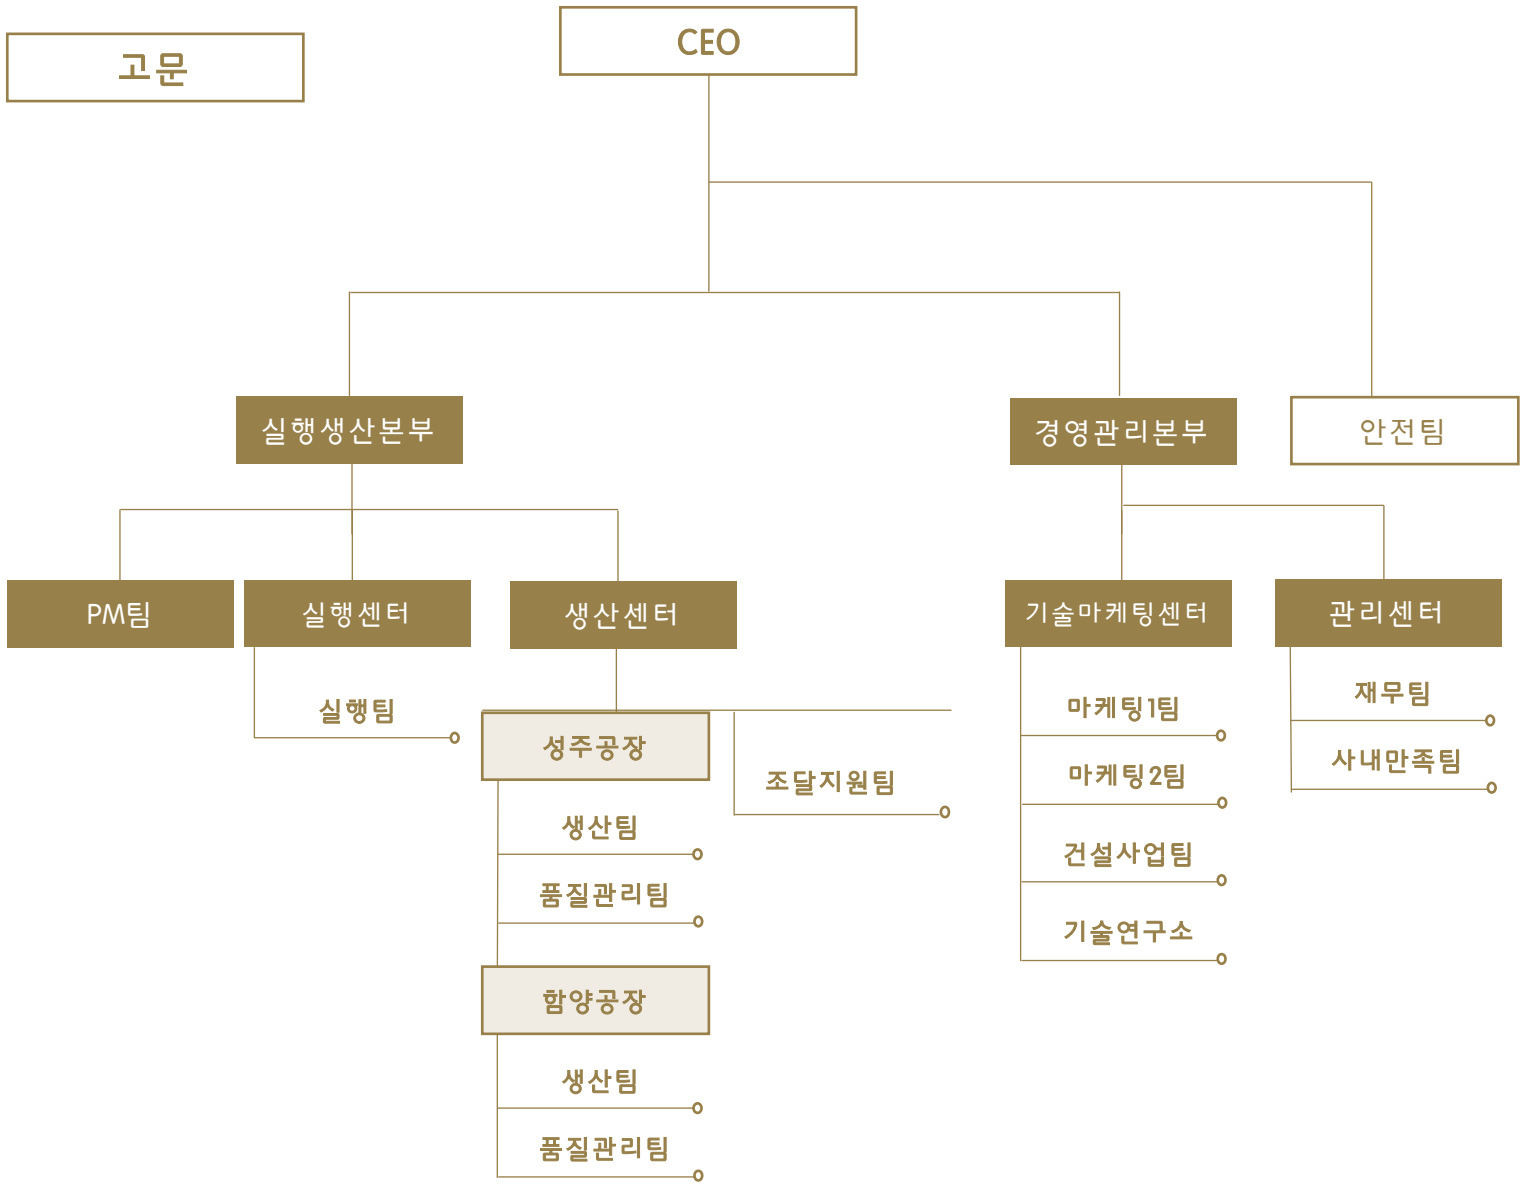 CEO
고문
실행생산본부
경영관리본부
안전팀
PM팀
실행센터
생산센터
기술마케팅센터
관리센터
실행팀
성주공장
생산팀
품질관리팀
함양공장
생산팀
품질관리팀
조달지원팀
마케팅1팀
마케팅2팀
건설사업팀
기술연구소
재무팀
사내만족팀